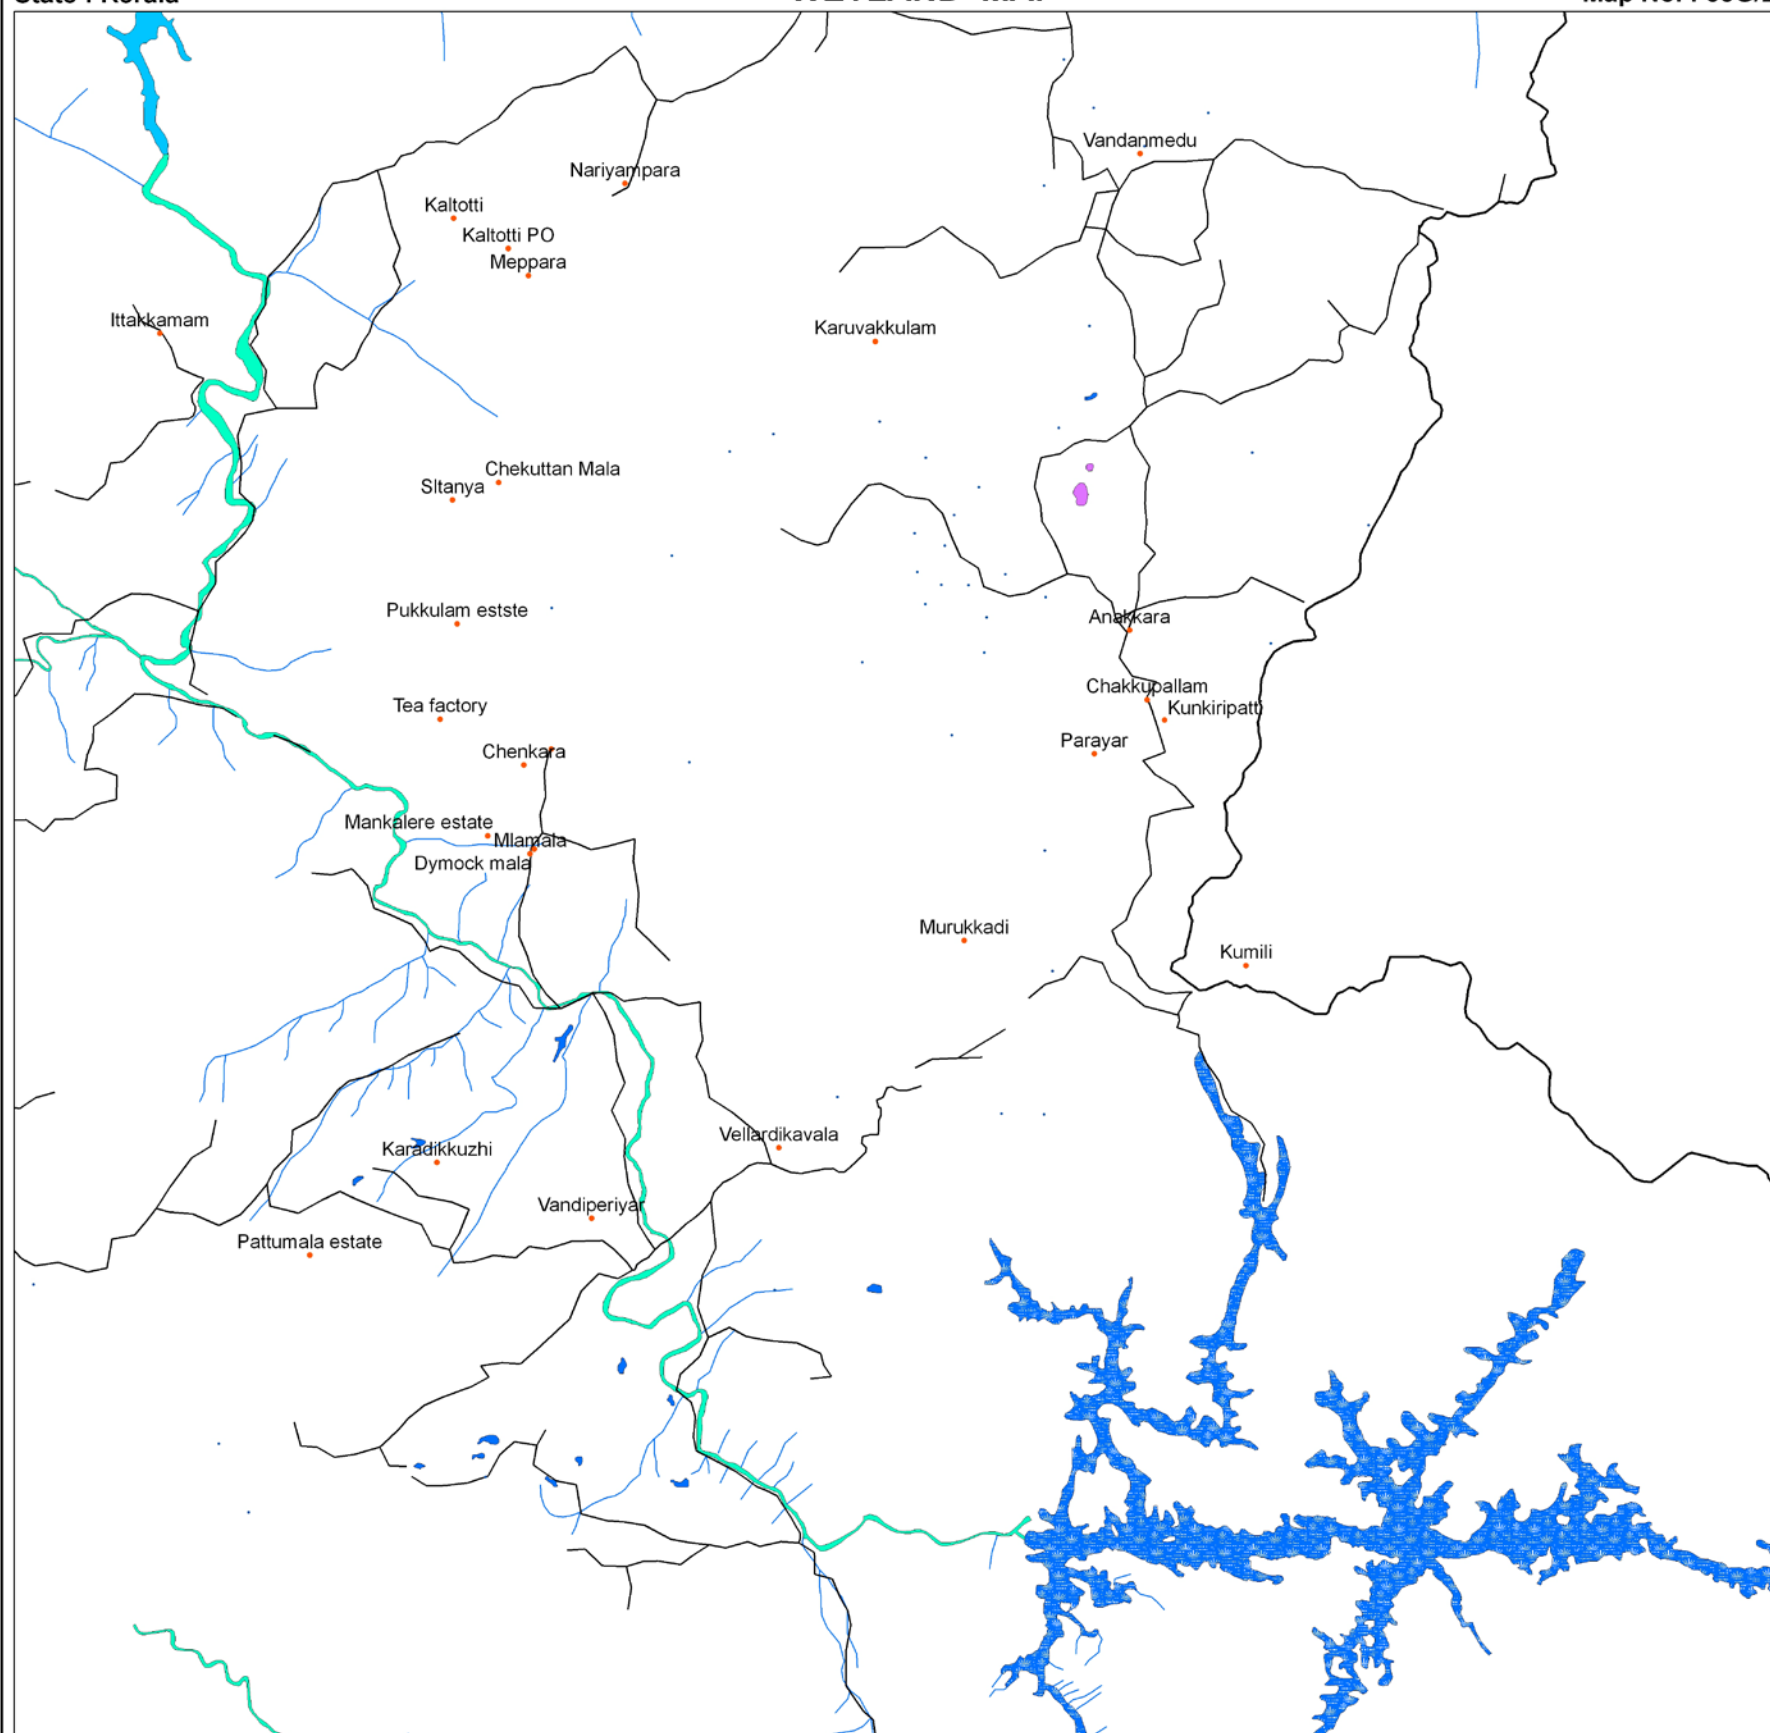 Vandanmedu
Nariyampara
Kaltotti
Kaltotti PO
Meppara
Ittakkamam
Karuvakkulam
Chekuttan Mala
Sltanya
Pukkulam estste
Anakkara
Chakkupallam
Tea factory
Kunkiripatti
Parayar
Chenkara
Mankalere estate
Mlamala
Dymock mala
Murukkadi
Kumili
Vellardikavala
Karadikkuzhi
Vandiperiyar
Pattumala estate